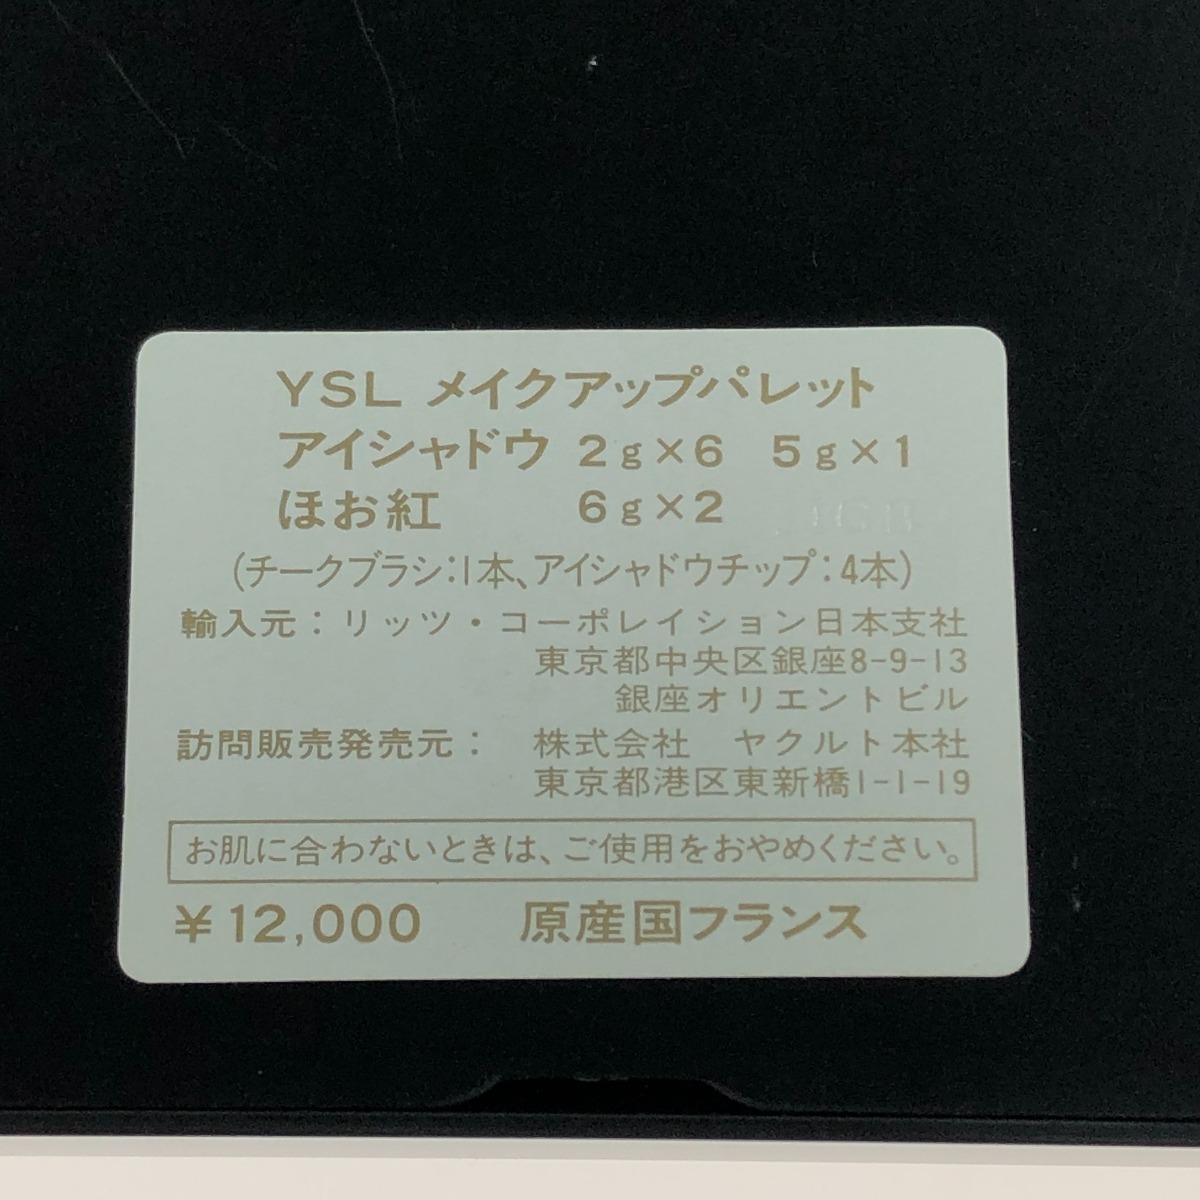 YSL メイクアップパレット
アイシャドウ 2g×6 5g×1
ほお紅 6g×2
(チークブラシ:1本、アイシャドウチップ:4本)
輸入元:リッツ・コーポレイション日本支社
東京都中央区銀座8-9-13
銀座オリエントビル
訪問販売発売元: 株式会社 ヤクルト本社
東京都港区東新橋1-1-19
お肌に合わないときは、ご使用をおやめください。
¥12,000 原産国フランス